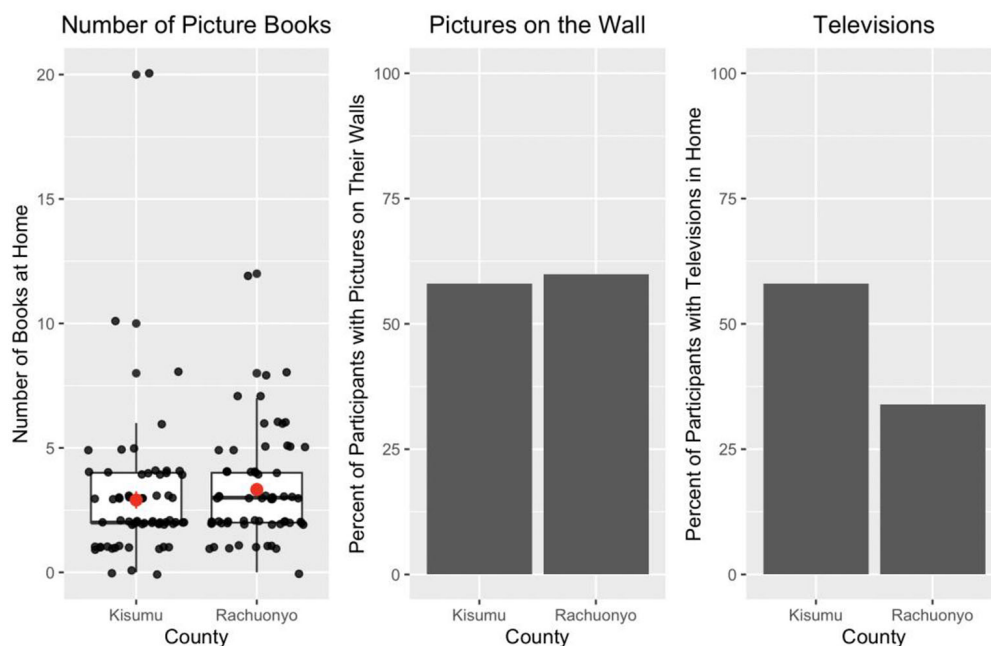 Number of Picture Books
Number of Books at Home
20
15
10
5
0
Kisumu Rachuonyo
County
Pictures on the Wall
Percent of Participants with Pictures on Their Walls
100
75
50
25
0
Kisumu Rachuonyo
County
Televisions
Percent of Participants with Televisions in Home
100
75
50
25
0
Kisumu Rachuonyo
County